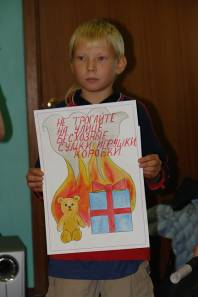 НЕ ТРОГАЙТЕ
НА УЛИЦЕ
БЕСХОЗНЫЕ
СУМКИ ИГРУШКИ
КОРОБКИ